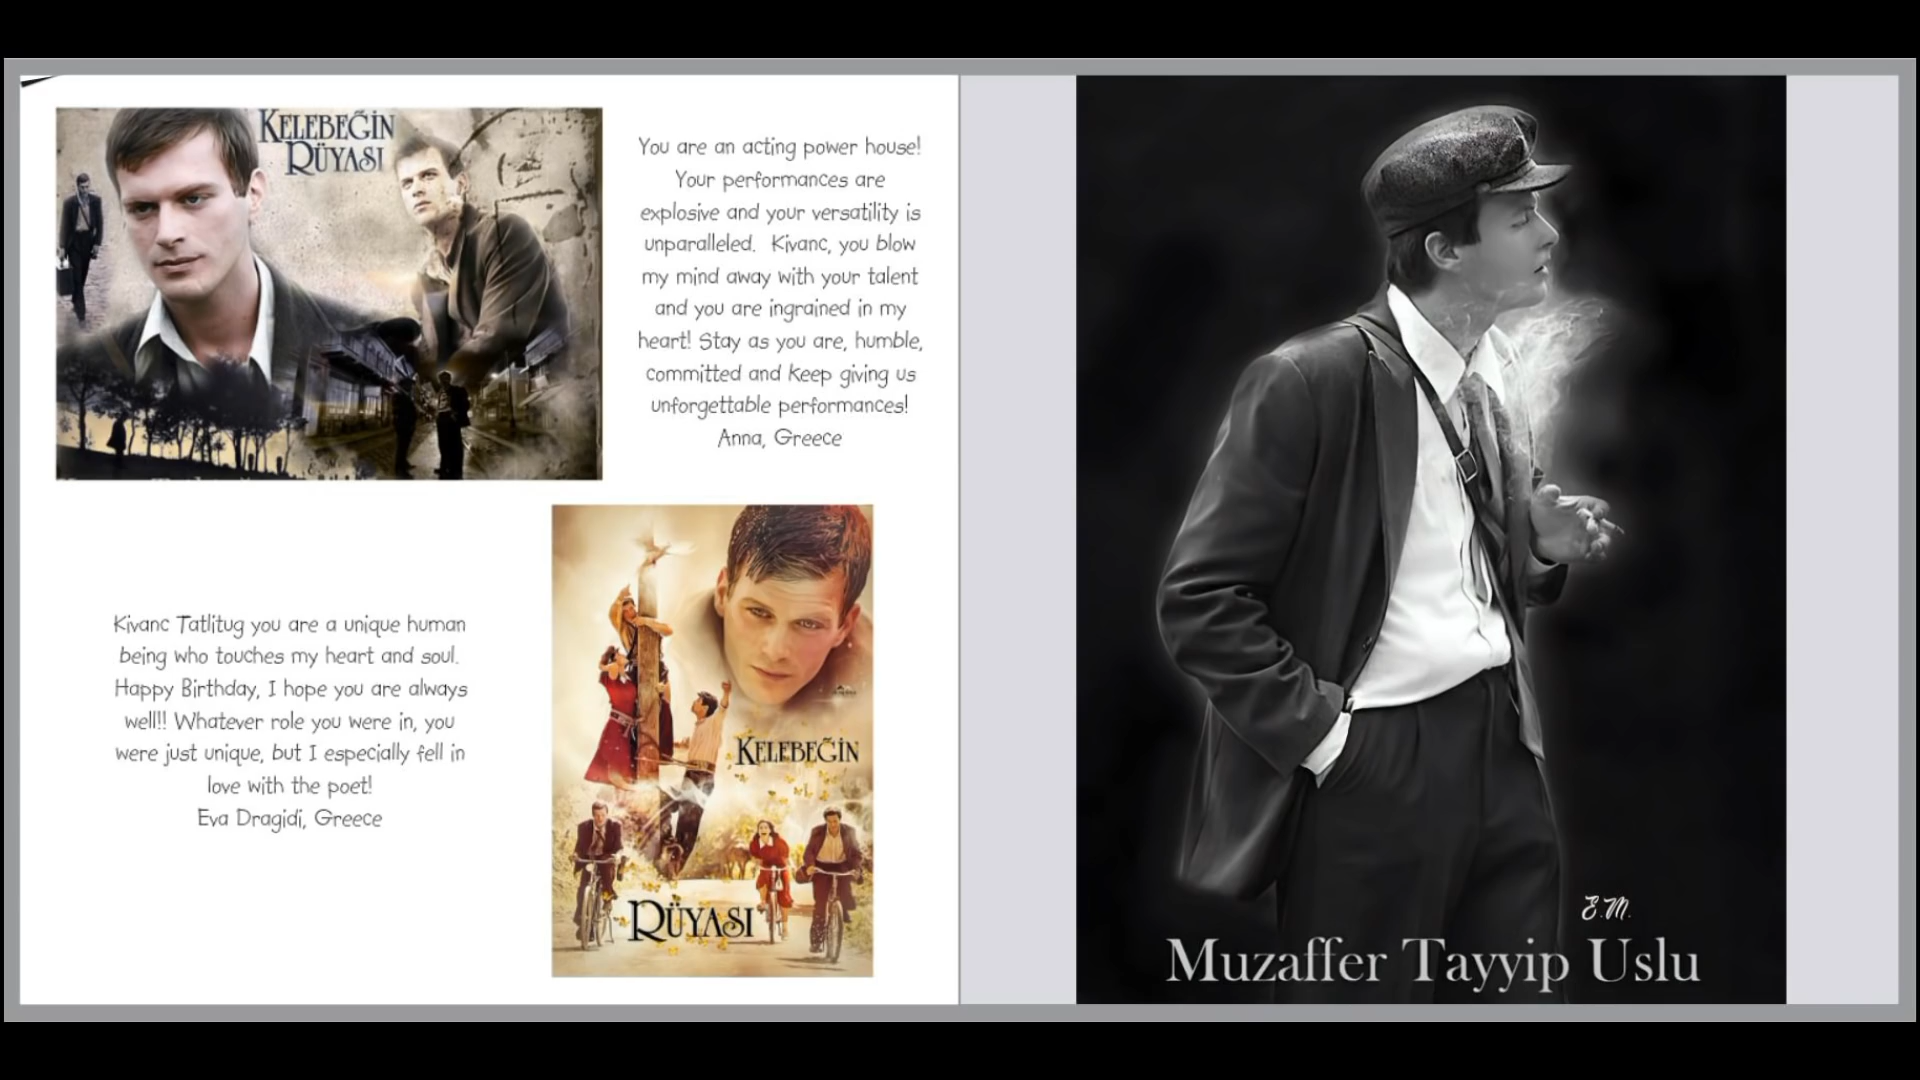 KELEBEĞİN
RÜYASI
You are an acting power house!
Your performances are
explosive and your versatility is
unparalleled. Kivanc, you blow
my mind away with your talent
and you are ingrained in my
heart! Stay as you are, humble,
committed and keep giving us
unforgettable performances!
Anna, Greece
Kivanc Tatlitug you are a unique human
being who touches my heart and soul.
Happy Birthday, I hope you are always
well!! Whatever role you were in, you
were just unique, but I especially fell in
love with the poet!
Eva Dragidi, Greece
KELEBEĞİN
RÜYASI
E.M.
Muzaffer Tayyip Uslu